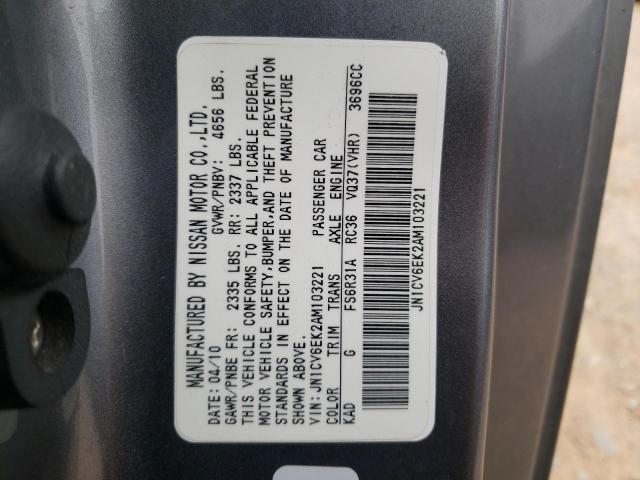 MANUFACTURED BY NISSAN MOTOR CO.,LTD.
DATE: 04/10 GVWR/PNBV: 4656 LBS.
GAWR/PNBE FR: 2335 LBS. RR: 2337 LBS.
THIS VEHICLE CONFORMS TO ALL APPLICABLE FEDERAL
MOTOR VEHICLE SAFETY,BUMPER,AND THEFT PREVENTION
STANDARDS IN EFFECT ON THE DATE OF MANUFACTURE
SHOWN ABOVE.
VIN: JN1CV6EK2AM103221 PASSENGER CAR
COLOR TRIM TRANS AXLE ENGINE
KAD G FS6R31A RC36 VQ37(VHR) 3696CC
JN1CV6EK2AM103221